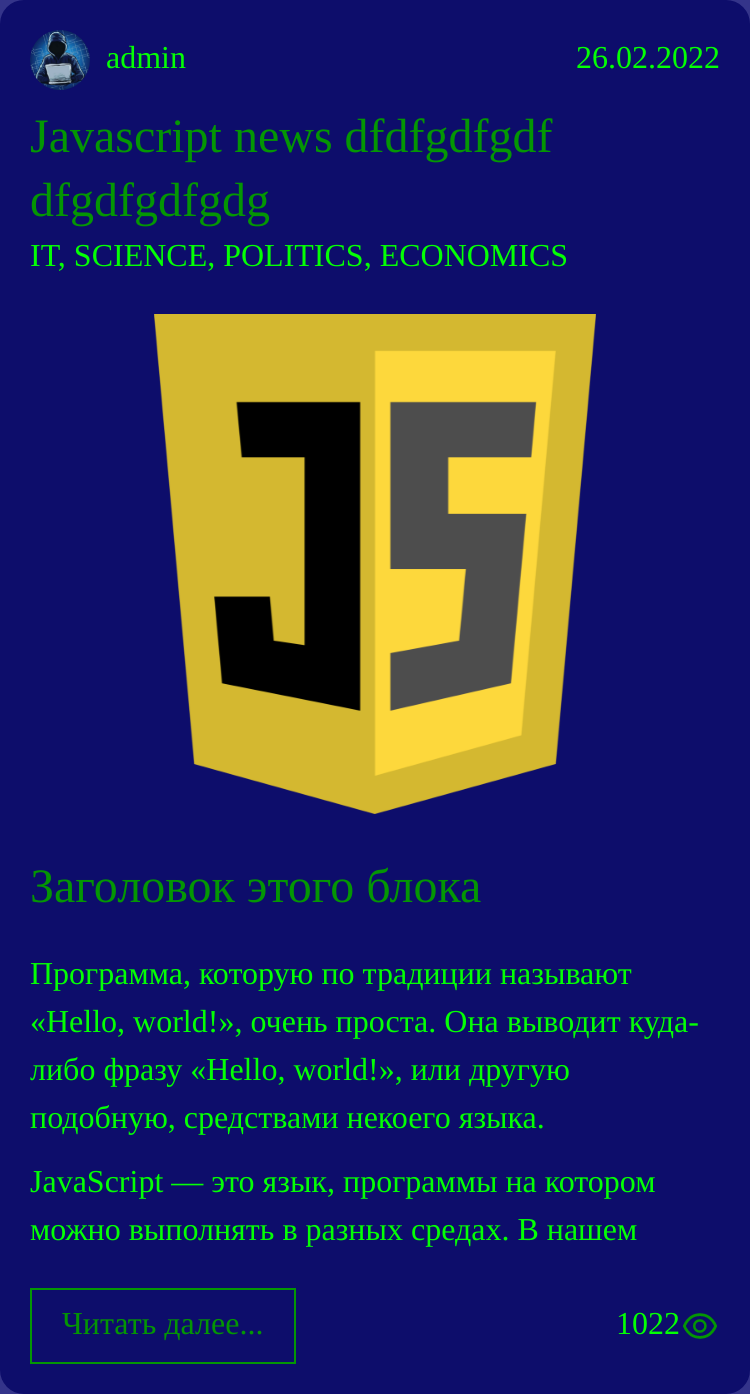 admin
26.02.2022
Javascript news dfdfgdfgdf
dfgdfgdfgdg
IT, SCIENCE, POLITICS, ECONOMICS
JS
Заголовок этого блока
Программа, которую по традиции называют
«Hello, world!», очень проста. Она выводит куда-
либо фразу «Hello, world!», или другую
подобную, средствами некоего языка.
JavaScript — это язык, программы на котором
можно выполнять в разных средах. В нашем
Читать далее...
1022